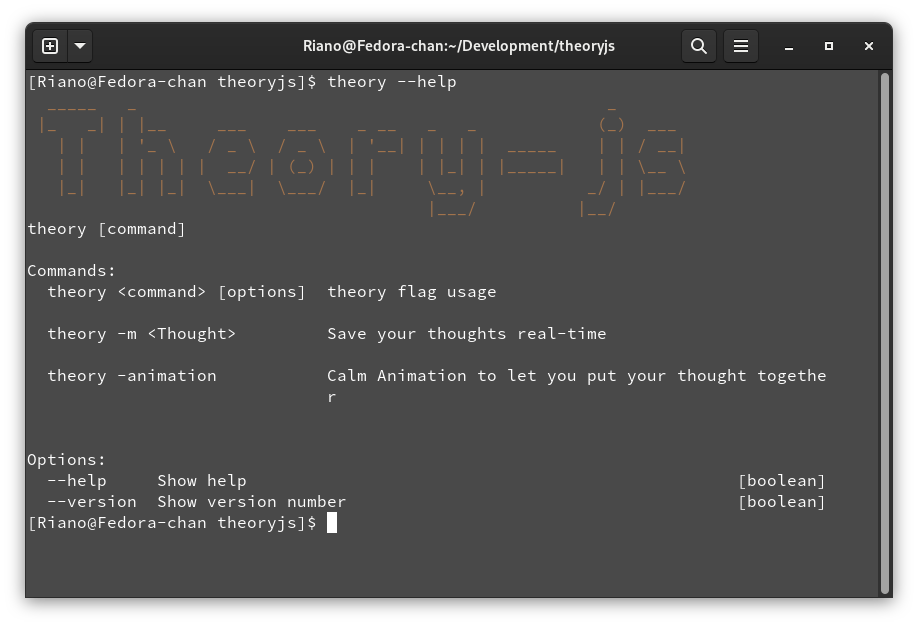 Riano@Fedora-chan:~/Development/theoryjs
[Riano@Fedora-chan theoryjs]$ theory --help
Theory-js
theory [command]
Commands:
theory <command> [options]  theory flag usage
theory -m <Thought>         Save your thoughts real-time
theory -animation           Calm Animation to let you put your thought togethe
r
Options:
--help     Show help                                                 [boolean]
--version  Show version number                                       [boolean]
[Riano@Fedora-chan theoryjs]$